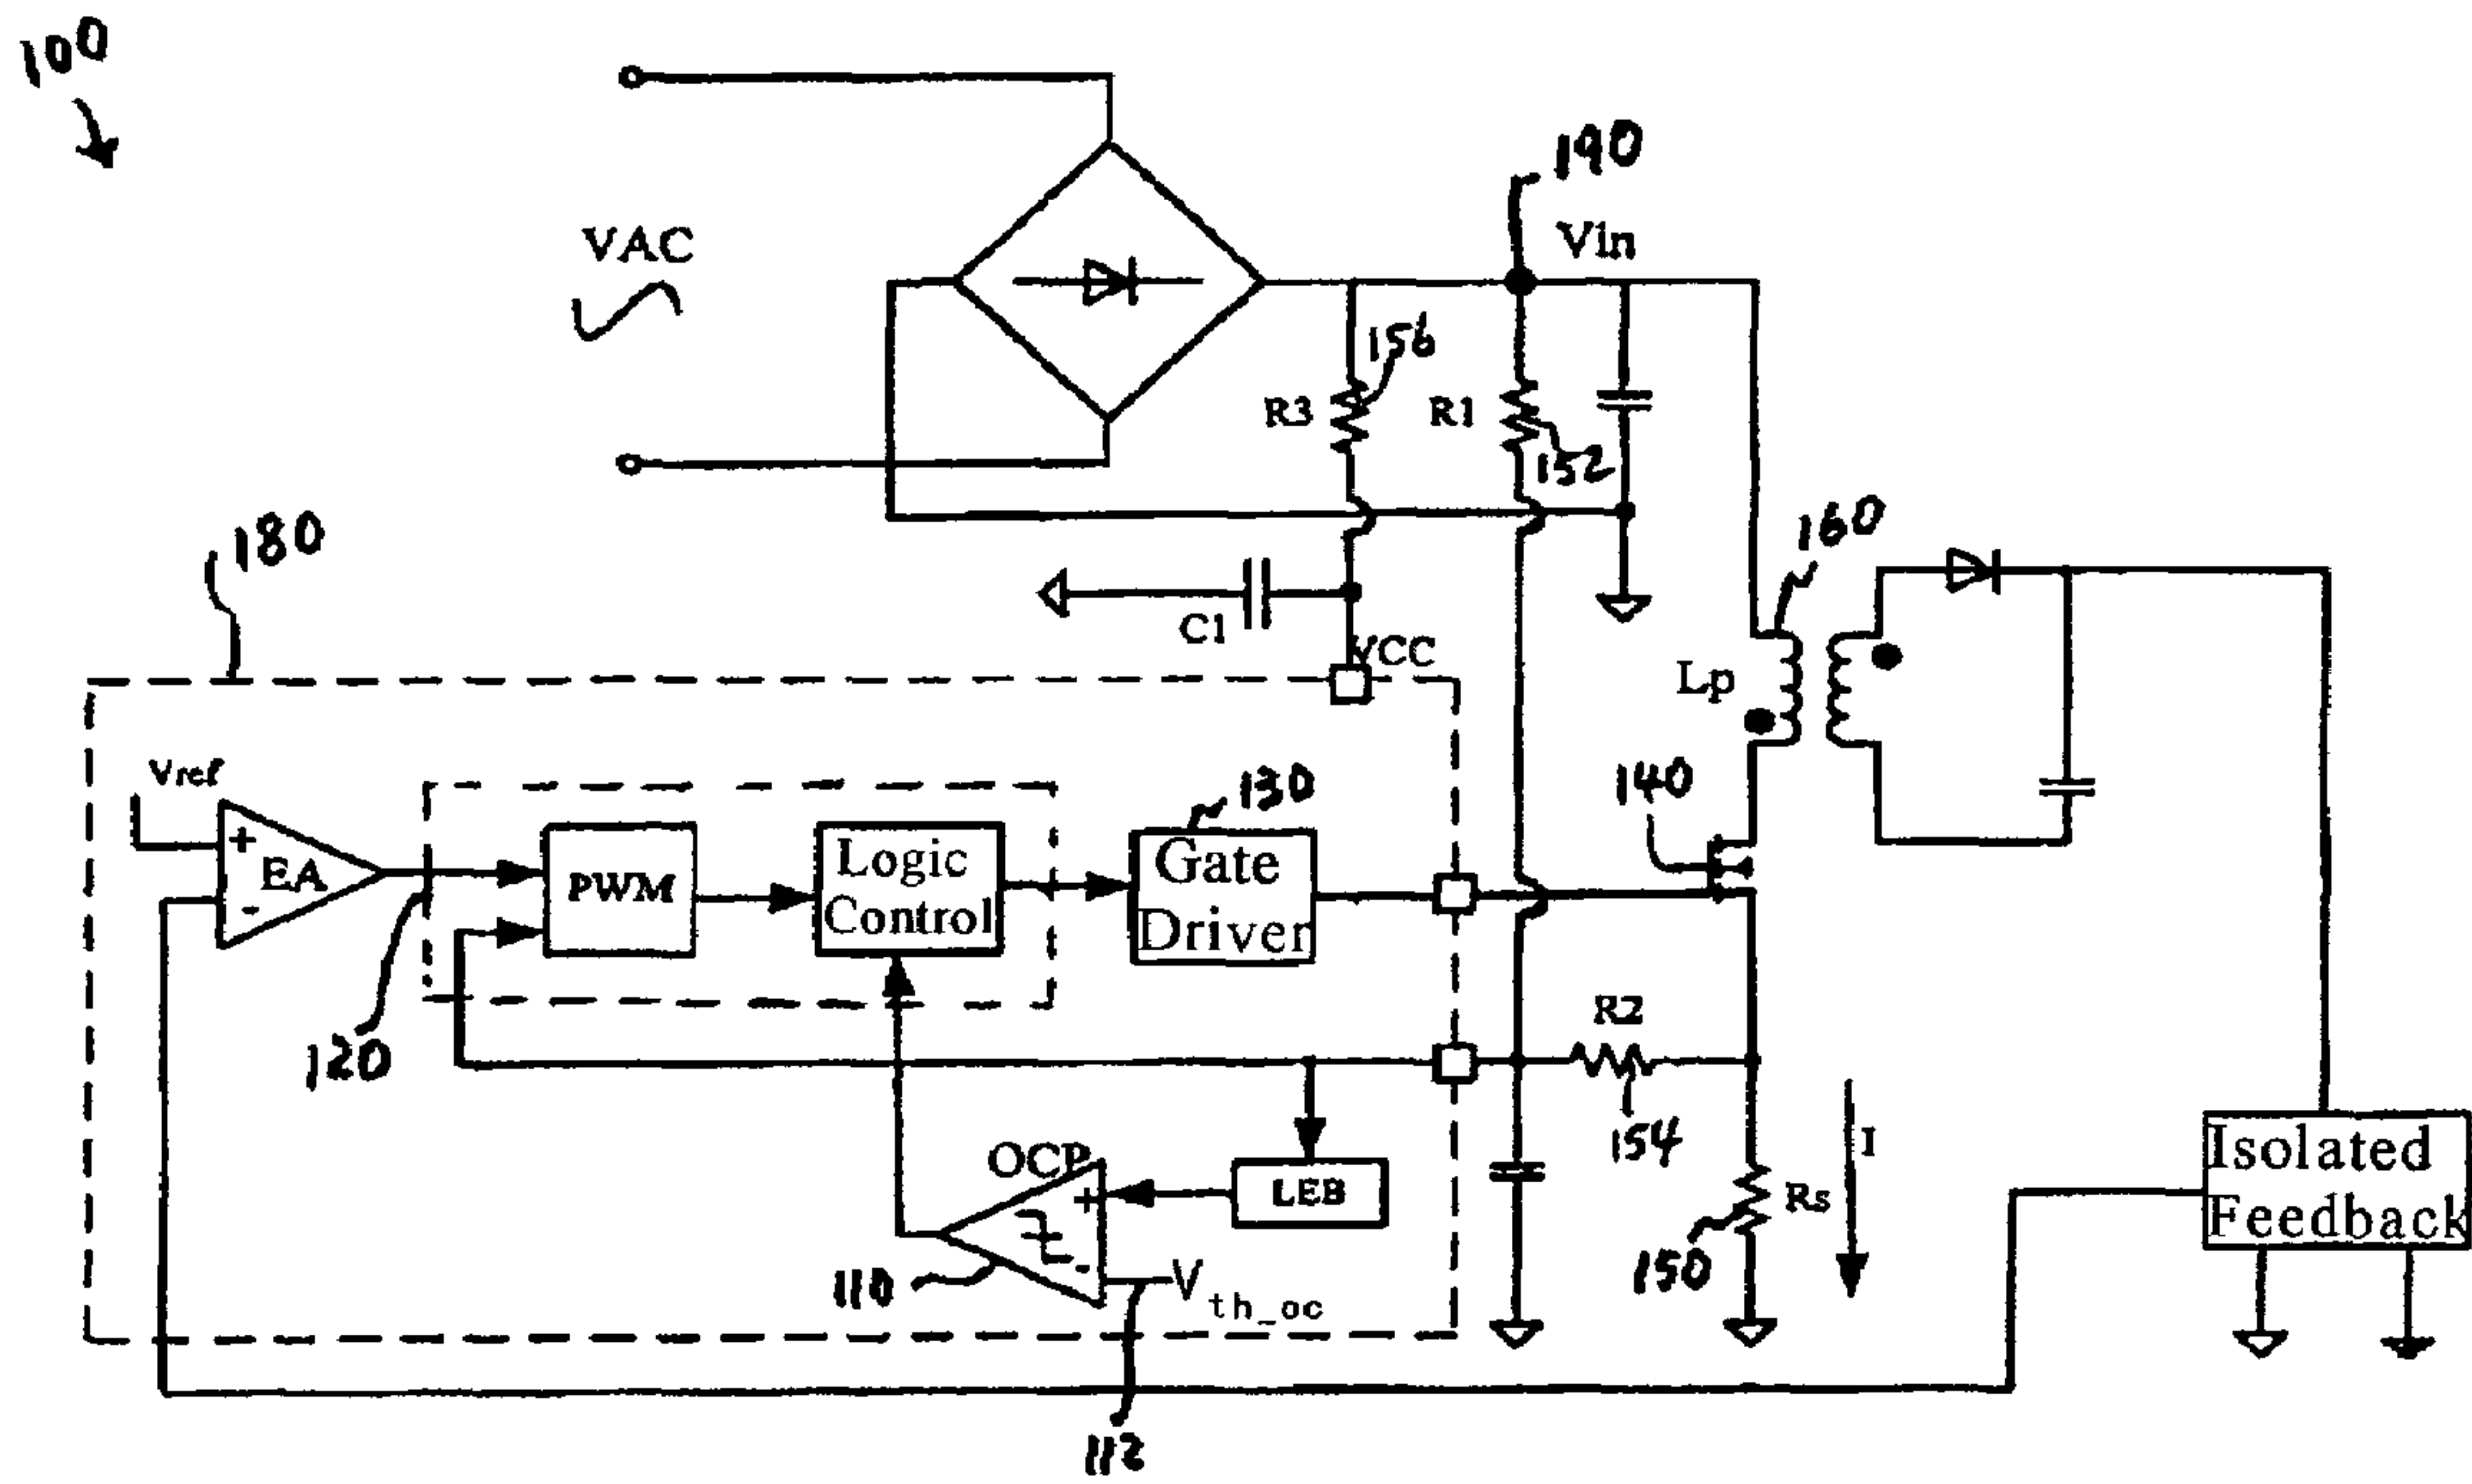 100
190
Vin
VAC
156
R3
R1
152
180
160
C1
VCC
Lp
Vref
130
140
+
EA
-
PWM
Logic
Control
Gate
Driver
R2
120
154
I
OCP
+
LEB
Rs
Isolated
Feedback
-
110
Vth_oc
150
112